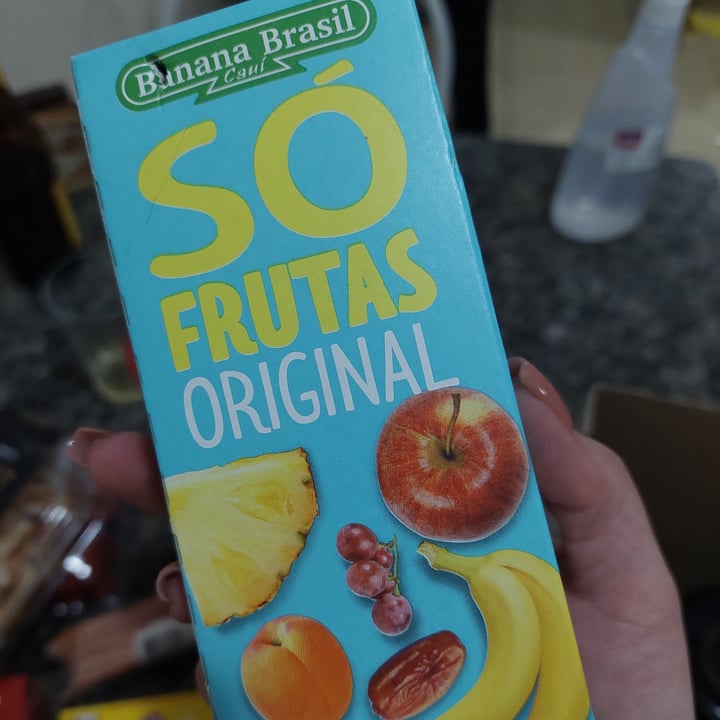 Banana Brasil
Cauí
SÓ
FRUTAS
ORIGINAL